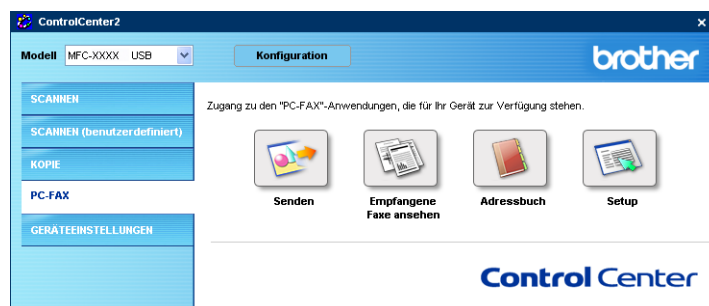 ControlCenter2
Modell MFC-XXXX USB Konfiguration brother
SCANNEN
SCANNEN (benutzerdefiniert)
KOPIE
PC-FAX
GERÄTEEINSTELLUNGEN
Zugang zu den "PC-FAX"-Anwendungen, die für Ihr Gerät zur Verfügung stehen.
Senden
Empfangene
Faxe ansehen
Adressbuch
Setup
Control Center